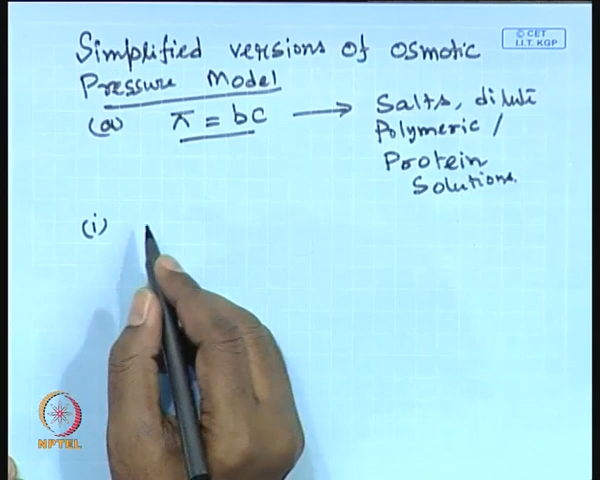 Simplified versions of osmotic
© CET
I.I.T. KGP
Pressure Model
(a) π = bc → Salts, dilute
Polymeric /
Protein
Solutions.
(i)
NPTEL